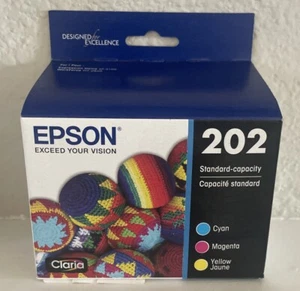 DESIGNED for
EXCELLENCE
EPSON®
EXCEED YOUR VISION
202
Standard-capacity
Capacité standard
Cyan
Magenta
Yellow
Jaune
Claria